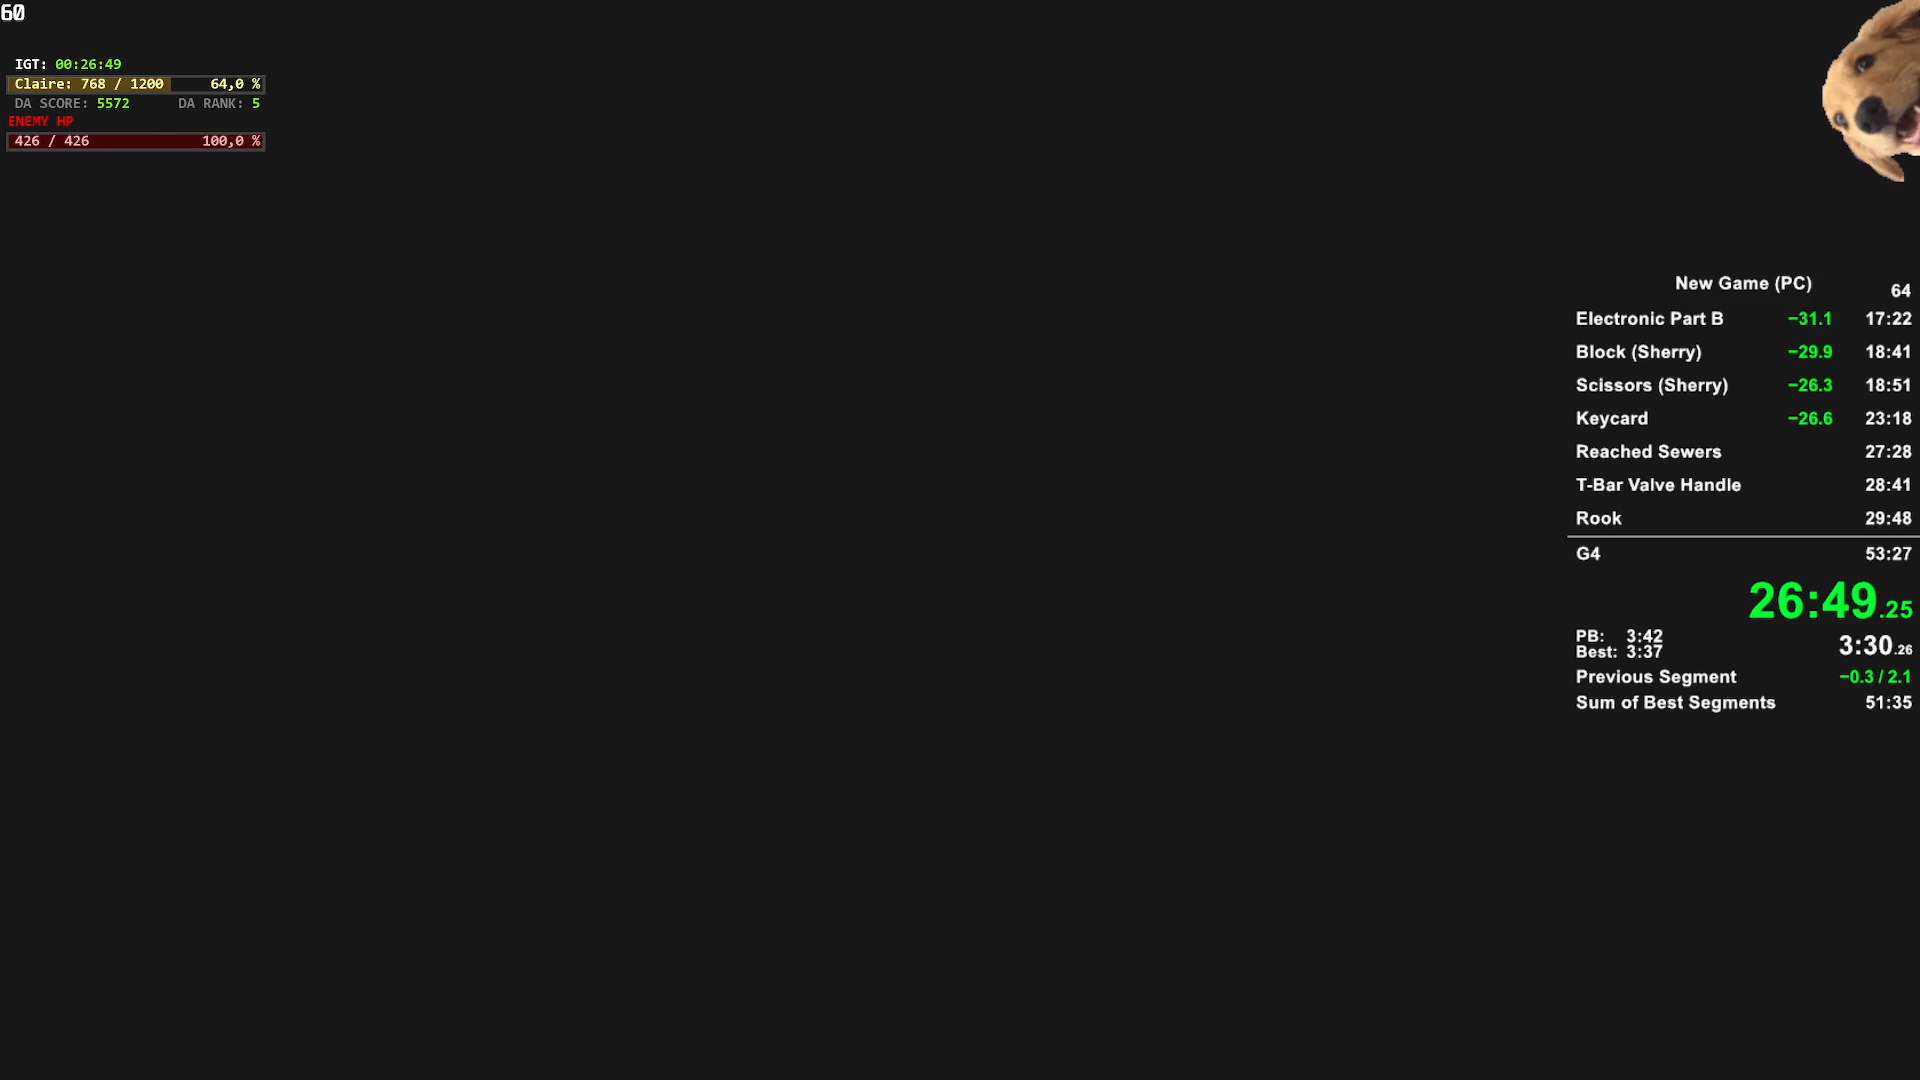 60
IGT: 00:26:49
Claire: 768 / 1200 64,0 %
DA SCORE: 5572 DA RANK: 5
ENEMY HP
426 / 426 100,0 %
New Game (PC) 64
Electronic Part B −31.1 17:22
Block (Sherry) −29.9 18:41
Scissors (Sherry) −26.3 18:51
Keycard −26.6 23:18
Reached Sewers 27:28
T-Bar Valve Handle 28:41
Rook 29:48
G4 53:27
26:49.25
PB: 3:42 3:30.26
Best: 3:37
Previous Segment −0.3 / 2.1
Sum of Best Segments 51:35